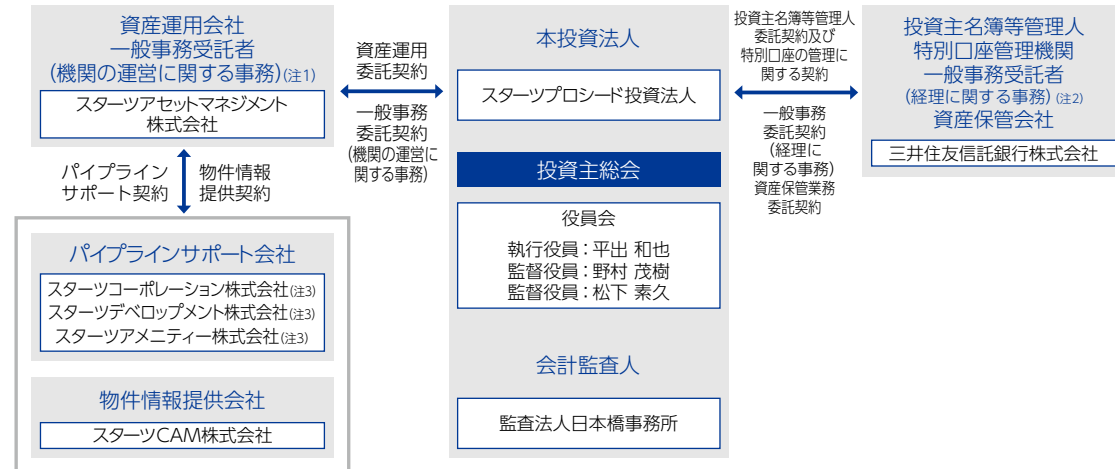 資産運用会社
一般事務受託者
(機関の運営に関する事務)(注1)
スターツアセットマネジメント
株式会社
パイプライン
サポート契約
物件情報
提供契約
パイプラインサポート会社
スターツコーポレーション株式会社(注3)
スターツデベロップメント株式会社(注3)
スターツアメニティー株式会社(注3)
物件情報提供会社
スターツCAM株式会社
資産運用
委託契約
一般事務
委託契約
(機関の運営に
関する事務)
本投資法人
スターツプロシード投資法人
投資主総会
役員会
執行役員:平出 和也
監督役員:野村 茂樹
監督役員:松下 素久
会計監査人
監査法人日本橋事務所
投資主名簿等管理人
委託契約及び
特別口座の管理に
関する契約
一般事務
委託契約
(経理に
関する事務)
資産保管業務
委託契約
投資主名簿等管理人
特別口座管理機関
一般事務受託者
(経理に関する事務)(注2)
資産保管会社
三井住友信託銀行株式会社